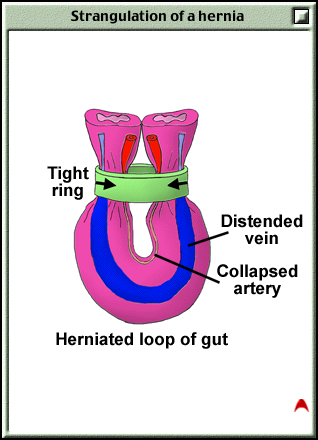 Strangulation of a hernia
Tight
ring
Distended
vein
Collapsed
artery
Herniated loop of gut